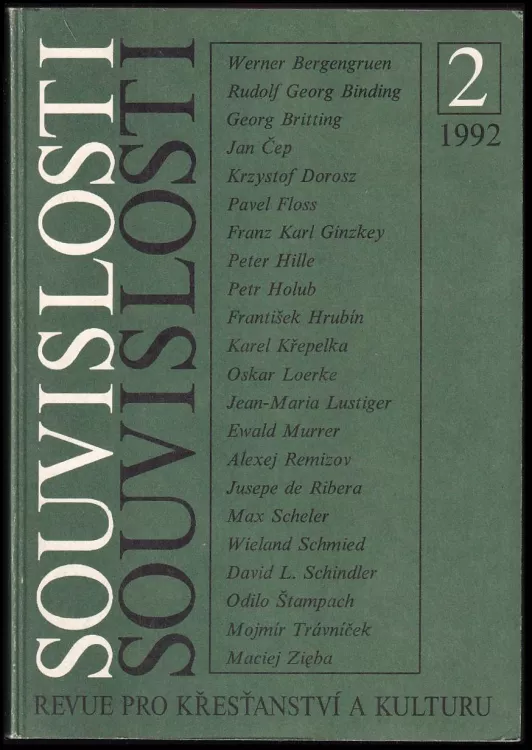 SOUVISLOSTI
SOUVISLOSTI
Werner Bergengruen
Rudolf Georg Binding
Georg Britting
Jan Čep
Krzystof Dorosz
Pavel Floss
Franz Karl Ginzkey
Peter Hille
Petr Holub
František Hrubín
Karel Křepelka
Oskar Loerke
Jean-Maria Lustiger
Ewald Murrer
Alexej Remizov
Jusepe de Ribera
Max Scheler
Wieland Schmied
David L. Schindler
Odilo Štampach
Mojmír Trávníček
Maciej Zięba
2
1992
REVUE PRO KŘESŤANSTVÍ A KULTURU